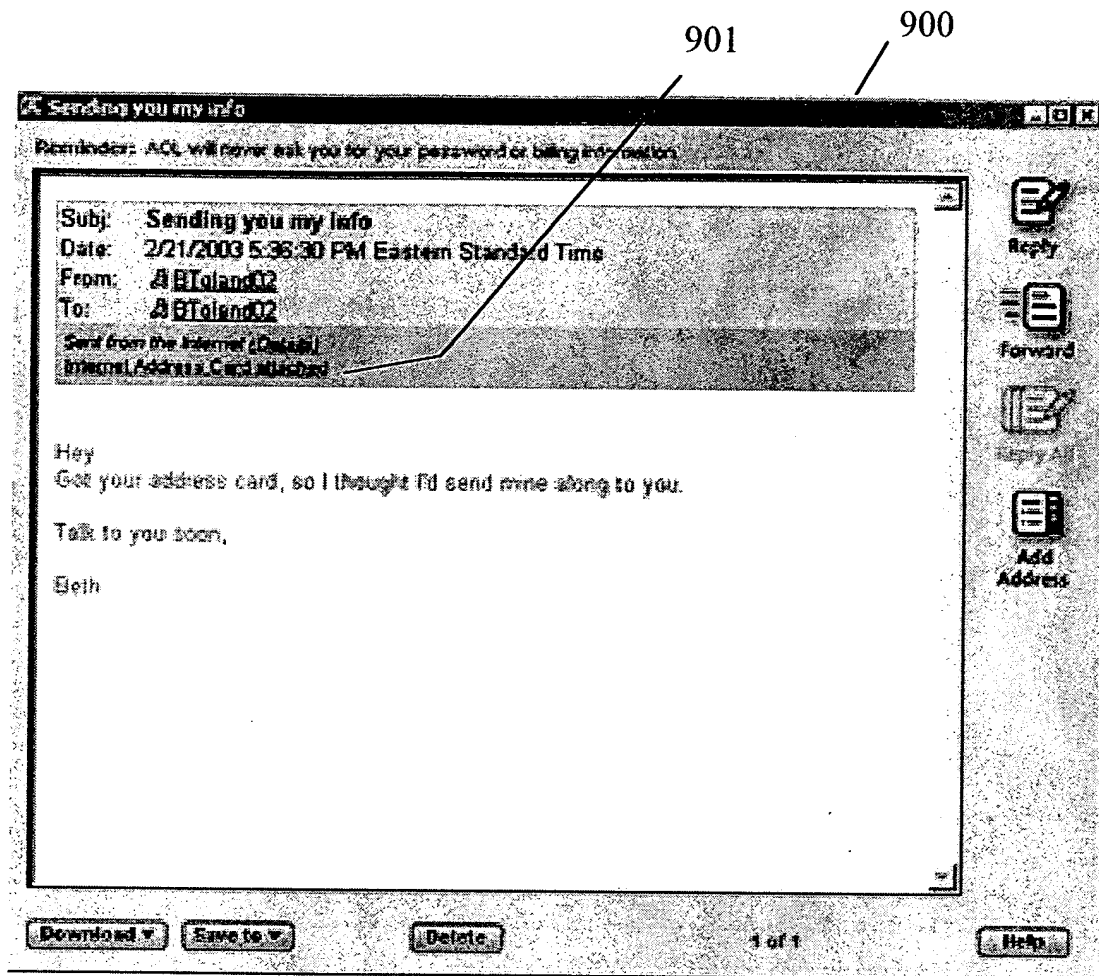 901
900
Sending you my info
Reminder: AOL will never ask you for your password or billing information.
Subj: Sending you my info
Date: 2/21/2003 5:36:30 PM Eastern Standard Time
From: BToland02
To: BToland02
Sent from the Internet (Details)
Internet Address Card attached
Hey
Got your address card, so I thought I'd send mine along to you.
Talk to you soon,
Beth
Reply
Forward
Reply All
Add
Address
Download Save to Delete 1 of 1 Help